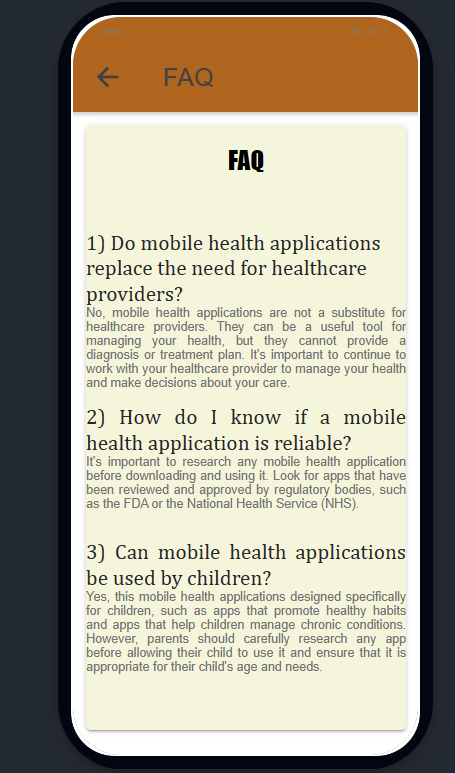 FAQ
FAQ
1) Do mobile health applications
replace the need for healthcare
providers?
No, mobile health applications are not a substitute for
healthcare providers. They can be a useful tool for
managing your health, but they cannot provide a
diagnosis or treatment plan. It's important to continue to
work with your healthcare provider to manage your health
and make decisions about your care.
2) How do I know if a mobile
health application is reliable?
It's important to research any mobile health application
before downloading and using it. Look for apps that have
been reviewed and approved by regulatory bodies, such
as the FDA or the National Health Service (NHS).
3) Can mobile health applications
be used by children?
Yes, this mobile health applications designed specifically
for children, such as apps that promote healthy habits
and apps that help children manage chronic conditions.
However, parents should carefully research any app
before allowing their child to use it and ensure that it is
appropriate for their child's age and needs.